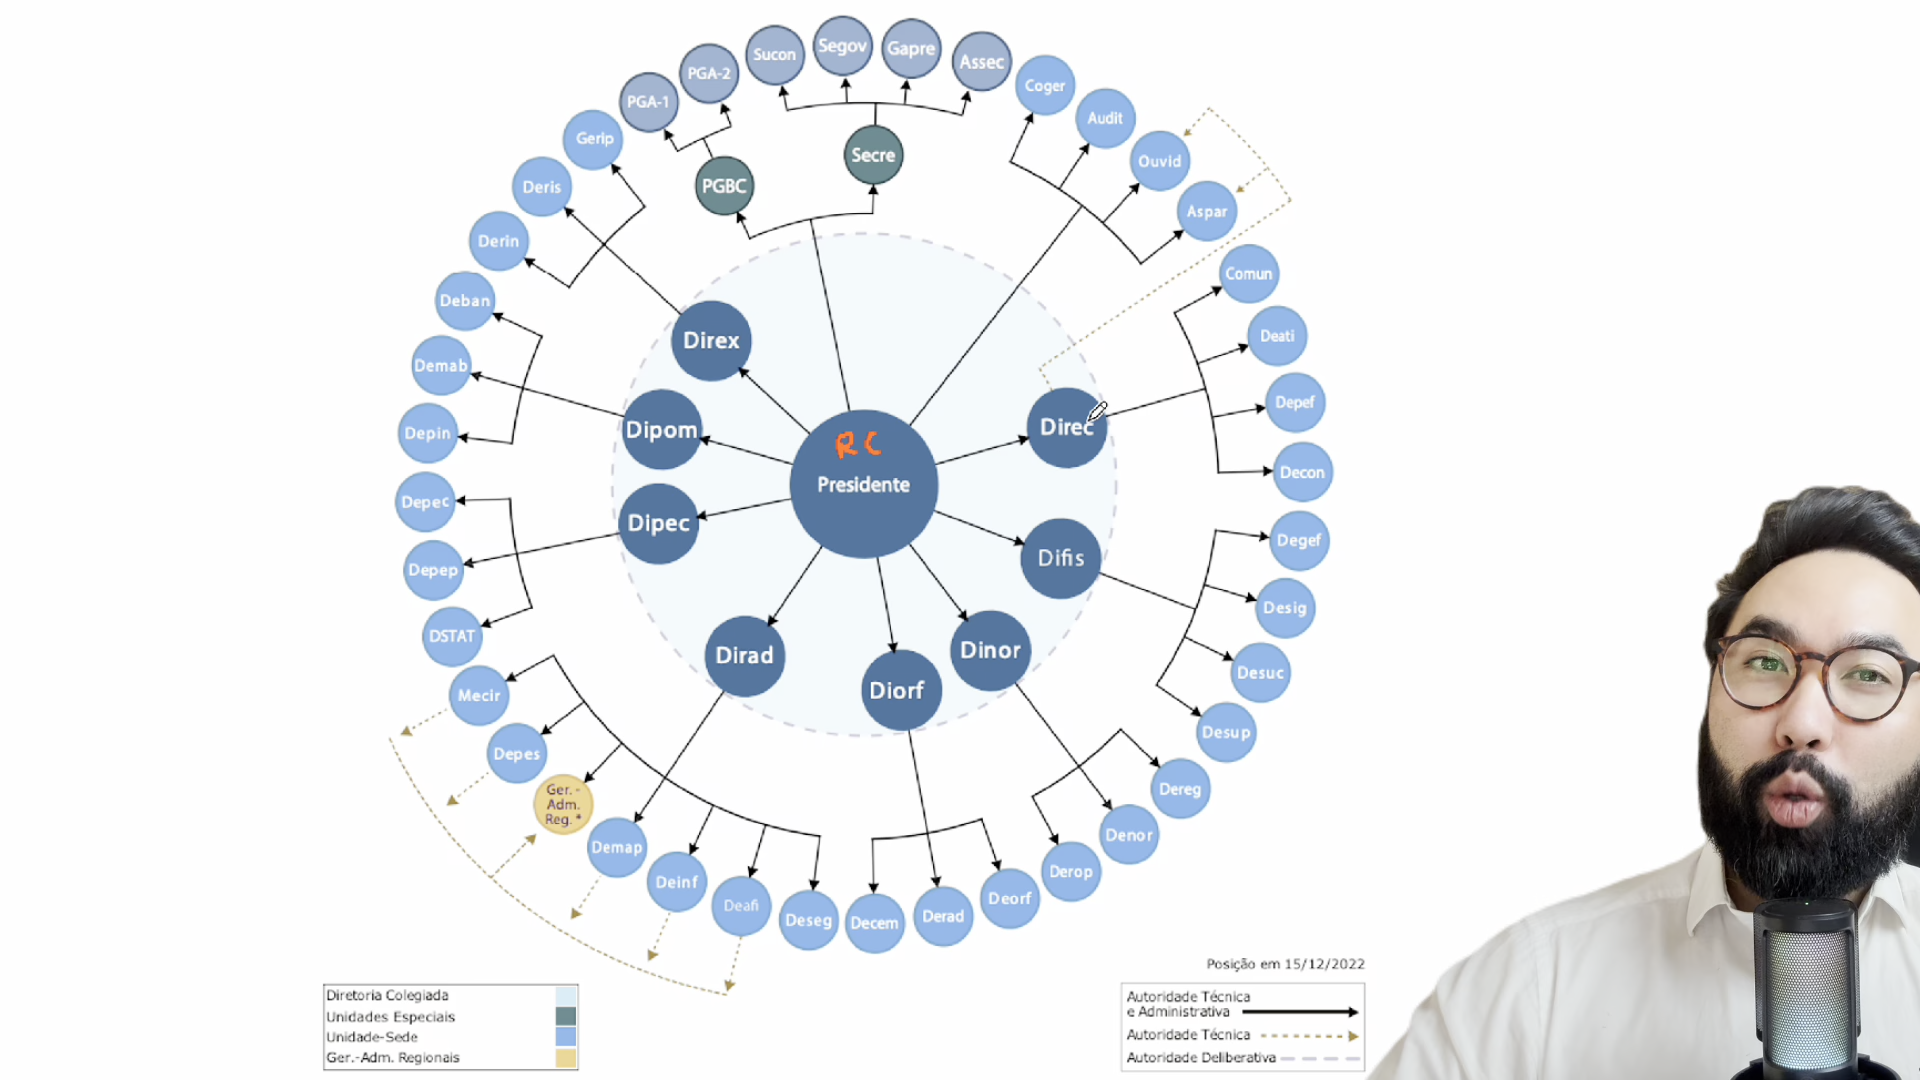 Sucon
Segov
Gapre
Assec
PGA-2
PGA-1
Coger
Audit
Gerip
Secre
Ouvid
PGBC
Deris
Aspar
Derin
Comun
Deban
Direx
Deati
Demab
Depef
Dipom
Direc
Depin
RC
Presidente
Decon
Depec
Dipec
Degef
Difis
Depep
Desig
DSTAT
Dirad
Dinor
Desuc
Mecir
Diorf
Desup
Depes
Dereg
Ger. -
Adm.
Reg. *
Demap
Denor
Derop
Deinf
Deafi
Deseg
Decem
Derad
Deorf
Posição em 15/12/2022
Diretoria Colegiada
Unidades Especiais
Unidade-Sede
Ger.-Adm. Regionais
Autoridade Técnica
e Administrativa
Autoridade Técnica
Autoridade Deliberativa